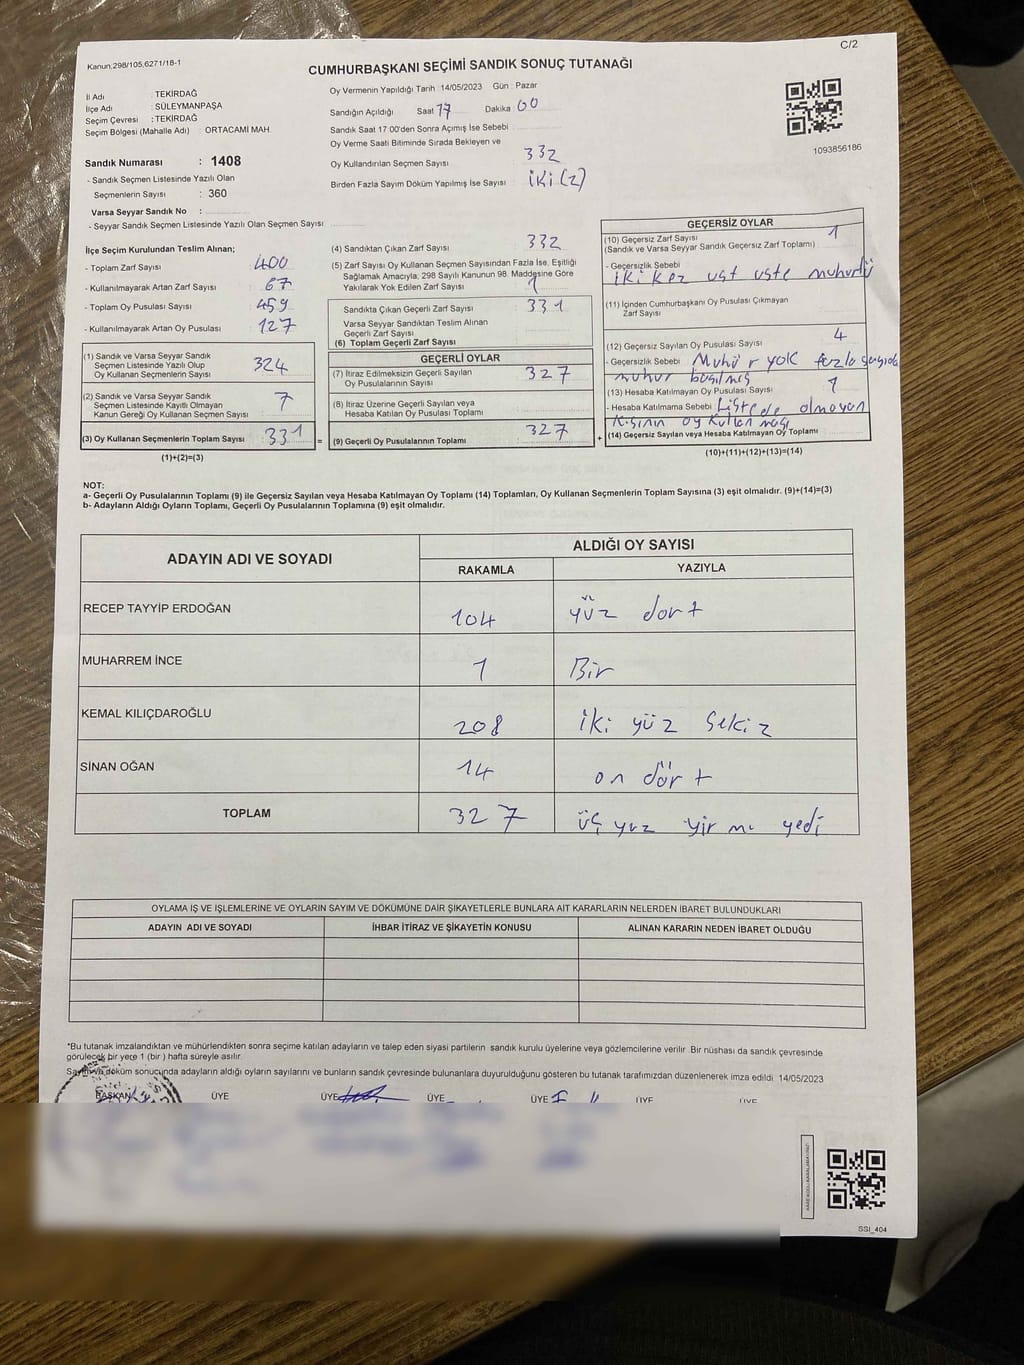 C/2
Kanun;298/105,6271/18-1
CUMHURBAŞKANI SEÇİMİ SANDIK SONUÇ TUTANAĞI
İl Adı : TEKİRDAĞ
İlçe Adı : SÜLEYMANPAŞA
Seçim Çevresi : TEKİRDAĞ
Seçim Bölgesi (Mahalle Adı) : ORTACAMİ MAH.
Sandık Numarası : 1408
- Sandık Seçmen Listesinde Yazılı Olan
Seçmenlerin Sayısı : 360
Varsa Seyyar Sandık No :
- Seyyar Sandık Seçmen Listesinde Yazılı Olan Seçmen Sayısı :
Oy Vermenin Yapıldığı Tarih :14/05/2023 Gün : Pazar
Sandığın Açıldığı Saat 17 Dakika : 00
Sandık Saat 17:00'den Sonra Açımış İse Sebebi :
Oy Verme Saati Bitiminde Sırada Bekleyen ve
Oy Kullandırılan Seçmen Sayısı : 332
Birden Fazla Sayım Döküm Yapılmış İse Sayısı : iki (2)
1093856186
İlçe Seçim Kurulundan Teslim Alınan;
- Toplam Zarf Sayısı : 400
- Kullanılmayarak Artan Zarf Sayısı : 67
- Toplam Oy Pusulası Sayısı : 459
- Kullanılmayarak Artan Oy Pusulası : 127
(1) Sandık ve Varsa Seyyar Sandık
Seçmen Listesinde Yazılı Olup
Oy Kullanan Seçmenlerin Sayısı : 324
(2) Sandık ve Varsa Seyyar Sandık
Seçmen Listesinde Kayıtlı Olmayan
Kanun Gereği Oy Kullanan Seçmen Sayısı : 7
(3) Oy Kullanan Seçmenlerin Toplam Sayısı : 331 =
(1)+(2)=(3)
(4) Sandıktan Çıkan Zarf Sayısı : 332
(5) Zarf Sayısı Oy Kullanan Seçmen Sayısından Fazla İse, Eşitliği
Sağlamak Amacıyla, 298 Sayılı Kanunun 98. Maddesine Göre
Yakılarak Yok Edilen Zarf Sayısı : 1
Sandıkta Çıkan Geçerli Zarf Sayısı : 331
Varsa Seyyar Sandıktan Teslim Alınan
Geçerli Zarf Sayısı
(6) Toplam Geçerli Zarf Sayısı :
GEÇERLİ OYLAR
(7) İtiraz Edilmeksizin Geçerli Sayılan
Oy Pusulalarının Sayısı : 327
(8) İtiraz Üzerine Geçerli Sayılan veya
Hesaba Katılan Oy Pusulası Toplamı :
(9) Geçerli Oy Pusulalarının Toplamı : 327 +
GEÇERSİZ OYLAR
(10) Geçersiz Zarf Sayısı : 1
(Sandık ve Varsa Seyyar Sandık Geçersiz Zarf Toplamı)
- Geçersizlik Sebebi :
iki kez ust uste muhurlü
(11) İçinden Cumhurbaşkanı Oy Pusulası Çıkmayan
Zarf Sayısı :
(12) Geçersiz Sayılan Oy Pusulası Sayısı : 4
- Geçersizlik Sebebi : Muhür yok fazla sayıda
muhur basılmış
(13) Hesaba Katılmayan Oy Pusulası Sayısı : 1
- Hesaba Katılmama Sebebi : Listede olmayan
kişinin oy kullanması
(14) Geçersiz Sayılan veya Hesaba Katılmayan Oy Toplamı :
(10)+(11)+(12)+(13)=(14)
NOT:
a- Geçerli Oy Pusulalarının Toplamı (9) ile Geçersiz Sayılan veya Hesaba Katılmayan Oy Toplamı (14) Toplamları, Oy Kullanan Seçmenlerin Toplam Sayısına (3) eşit olmalıdır. (9)+(14)=(3)
b- Adayların Aldığı Oyların Toplamı, Geçerli Oy Pusulalarının Toplamına (9) eşit olmalıdır.
ADAYIN ADI VE SOYADI ALDIĞI OY SAYISI
RAKAMLA YAZIYLA
RECEP TAYYİP ERDOĞAN 104 yüz dort
MUHARREM İNCE 1 Bir
KEMAL KILIÇDAROĞLU 208 iki yüz sekiz
SİNAN OĞAN 14 on dört
TOPLAM 327 üç yuz yirmi yedi
OYLAMA İŞ VE İŞLEMLERİNE VE OYLARIN SAYIM VE DÖKÜMÜNE DAİR ŞİKAYETLERLE BUNLARA AİT KARARLARIN NELERDEN İBARET BULUNDUKLARI
ADAYIN ADI VE SOYADI İHBAR İTİRAZ VE ŞİKAYETİN KONUSU ALINAN KARARIN NEDEN İBARET OLDUĞU
*Bu tutanak imzalandıktan ve mühürlendikten sonra seçime katılan adayların ve talep eden siyasi partilerin sandık kurulu üyelerine veya gözlemcilerine verilir. Bir nüshası da sandık çevresinde
görülecek bir yere 1 (bir) hafta süreyle asılır.
Sayım ve döküm sonucunda adayların aldığı oyların sayılarını ve bunların sandık çevresinde bulunanlara duyurulduğunu gösteren bu tutanak tarafımızdan düzenlenerek imza edildi. 14/05/2023
BAŞKAN ÜYE ÜYE ÜYE ÜYE ÜYE ÜYE
SSI_404